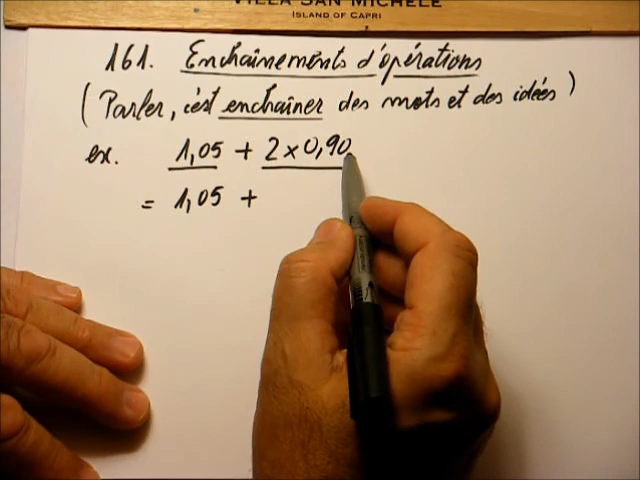 VILLA SAN MICHELE
ISLAND OF CAPRI
161. Enchaînements d'opérations
(Parler, c'est enchaîner des mots et des idées)
ex. 1,05 + 2 × 0,90
= 1,05 +